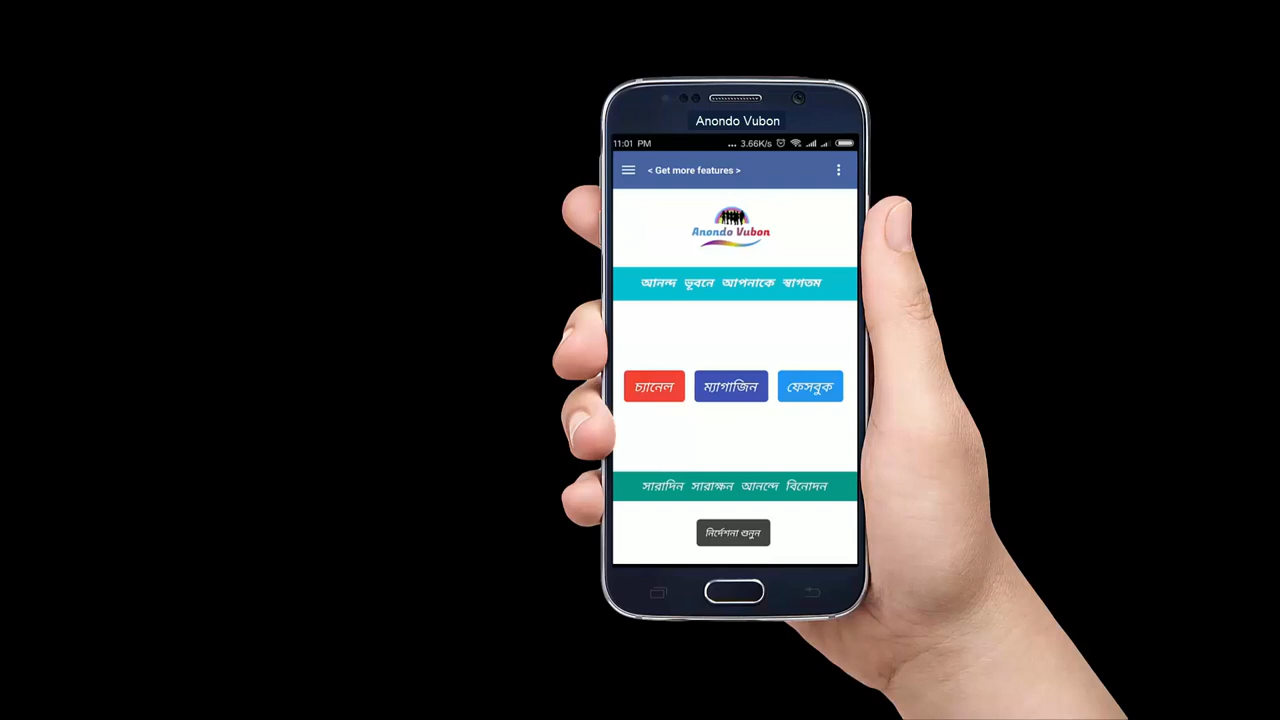 Anondo Vubon
11:01 PM ... 3.66K/s
< Get more features >
Anondo Vubon
আনন্দ ভূবনে আপনাকে স্বাগতম
চ্যানেল ম্যাগাজিন ফেসবুক
সারাদিন সারাক্ষন আনন্দে বিনোদন
নির্দেশনা শুনুন